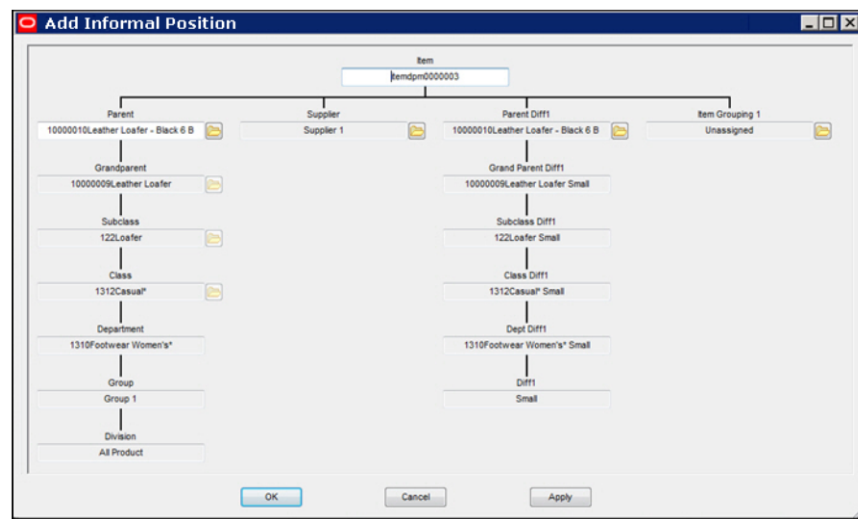 Add Informal Position
Item
itemdpm0000003
Parent Supplier Parent Diff1 Item Grouping 1
10000010Leather Loafer - Black 6 B Supplier 1 10000010Leather Loafer - Black 6 B Unassigned
Grandparent Grand Parent Diff1
10000009Leather Loafer 10000009Leather Loafer Small
Subclass Subclass Diff1
122Loafer 122Loafer Small
Class Class Diff1
1312Casual* 1312Casual* Small
Department Dept Diff1
1310Footwear Women's* 1310Footwear Women's* Small
Group Diff1
Group 1 Small
Division
All Product
OK Cancel Apply